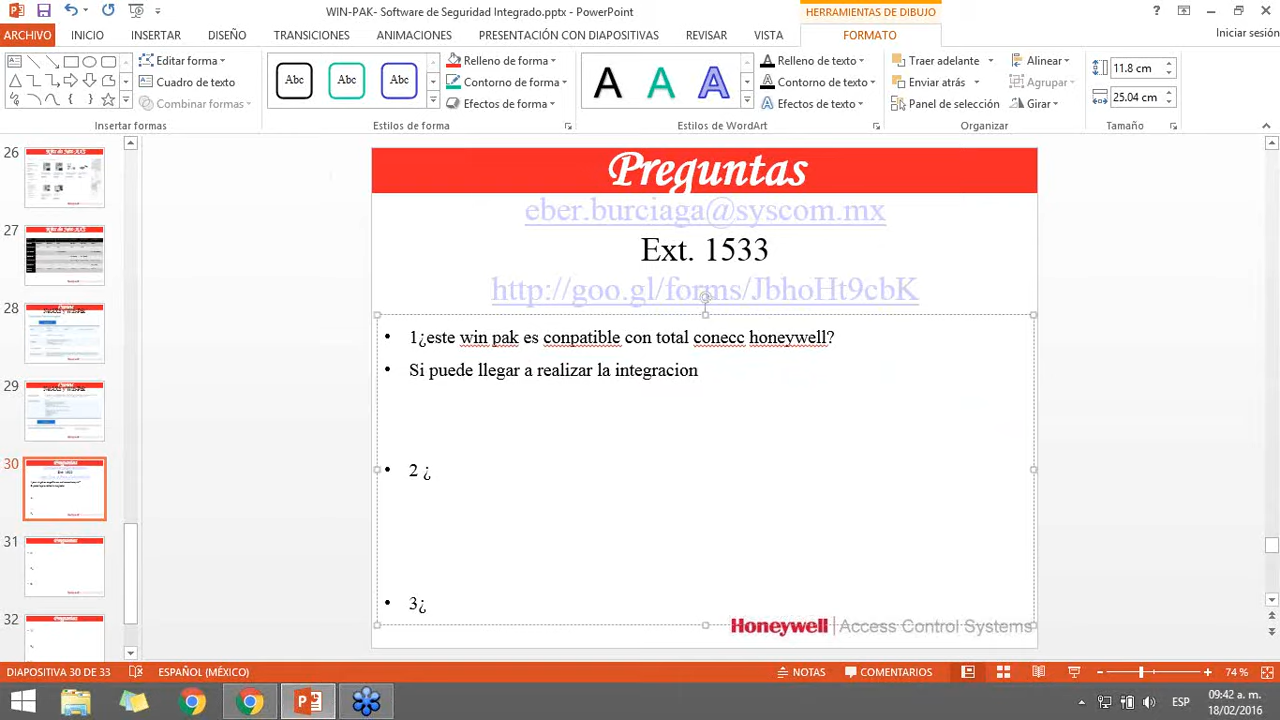 WIN-PAK- Software de Seguridad Integrado.pptx - PowerPoint
HERRAMIENTAS DE DIBUJO
?
ARCHIVO INICIO INSERTAR DISEÑO TRANSICIONES ANIMACIONES PRESENTACIÓN CON DIAPOSITIVAS REVISAR VISTA FORMATO
Iniciar sesión
Editar forma
Cuadro de texto
Combinar formas
Insertar formas
Abc Abc Abc
Relleno de forma
Contorno de forma
Efectos de forma
Estilos de forma
A A A
Relleno de texto
Contorno de texto
Efectos de texto
Estilos de WordArt
Traer adelante
Enviar atrás
Panel de selección
Alinear
Agrupar
Girar
Organizar
11.8 cm
25.04 cm
Tamaño
26
27
28
29
30
31
32
Preguntas
eber.burciaga@syscom.mx
Ext. 1533
http://goo.gl/forms/JbhoHt9cbK
• 1¿este win pak es conpatible con total conecc honeywell?
• Si puede llegar a realizar la integracion
• 2 ¿
• 3¿
Honeywell | Access Control Systems
DIAPOSITIVA 30 DE 33
ESPAÑOL (MÉXICO)
NOTAS
COMENTARIOS
74 %
ESP
09:42 a. m.
18/02/2016